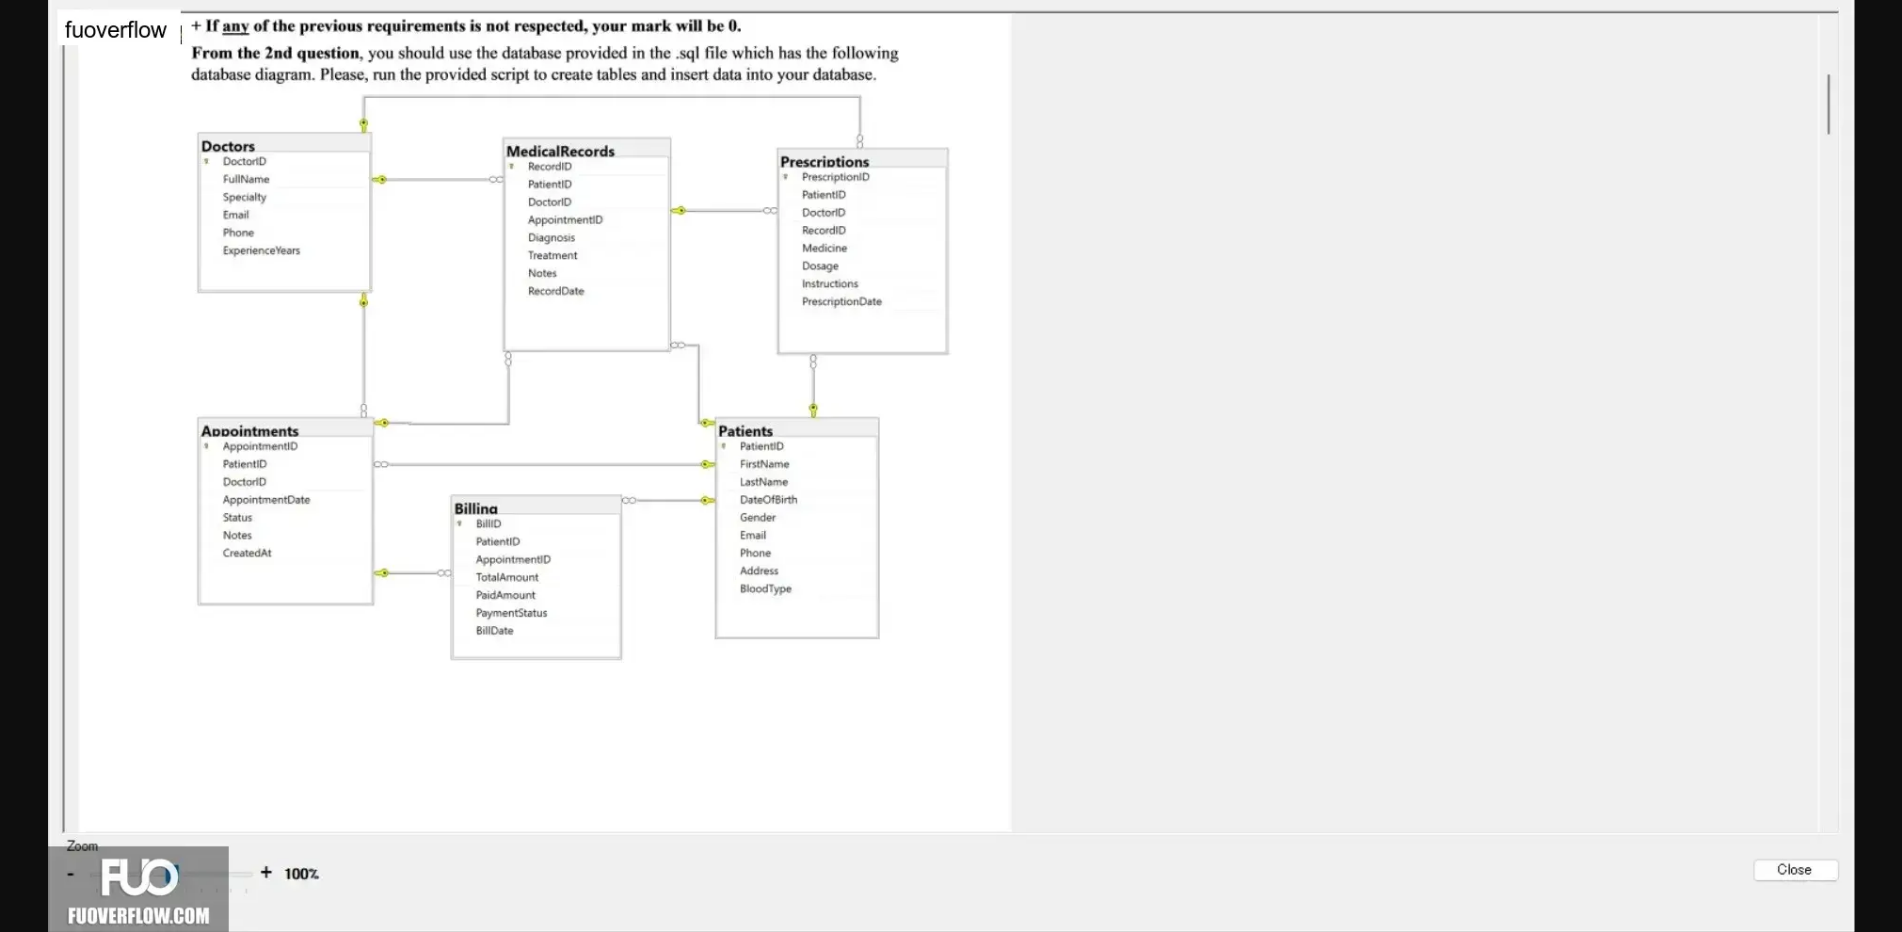 fuoverflow
+ If any of the previous requirements is not respected, your mark will be 0.
From the 2nd question, you should use the database provided in the .sql file which has the following
database diagram. Please, run the provided script to create tables and insert data into your database.
Doctors
DoctorID
FullName
Specialty
Email
Phone
ExperienceYears
MedicalRecords
RecordID
PatientID
DoctorID
AppointmentID
Diagnosis
Treatment
Notes
RecordDate
Prescriptions
PrescriptionID
PatientID
DoctorID
RecordID
Medicine
Dosage
Instructions
PrescriptionDate
Appointments
AppointmentID
PatientID
DoctorID
AppointmentDate
Status
Notes
CreatedAt
Billing
BillID
PatientID
AppointmentID
TotalAmount
PaidAmount
PaymentStatus
BillDate
Patients
PatientID
FirstName
LastName
DateOfBirth
Gender
Email
Phone
Address
BloodType
Zoom
- + 100%
Close
FUO
FUOVERFLOW.COM